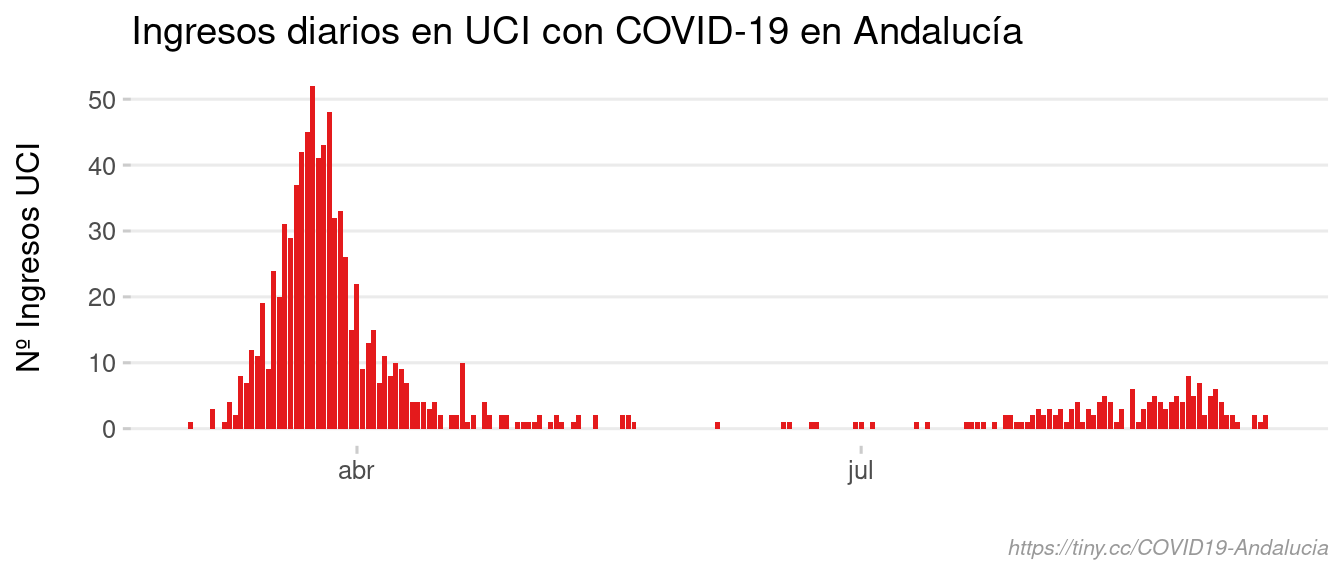 Ingresos diarios en UCI con COVID-19 en Andalucía
Nº Ingresos UCI
50
40
30
20
10
0
abr
jul
https://tiny.cc/COVID19-Andalucia